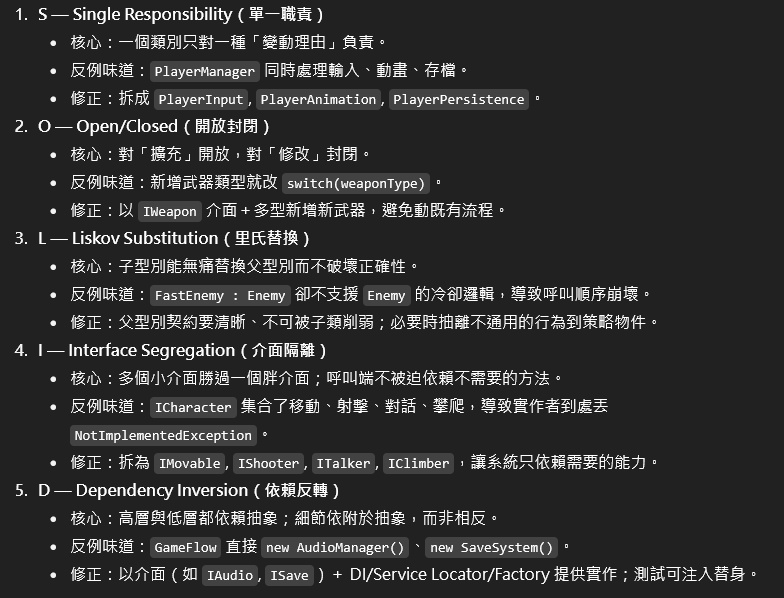 1. S — Single Responsibility（單一職責）
• 核心：一個類別只對一種「變動理由」負責。
• 反例味道：PlayerManager 同時處理輸入、動畫、存檔。
• 修正：拆成 PlayerInput, PlayerAnimation, PlayerPersistence 。
2. O — Open/Closed（開放封閉）
• 核心：對「擴充」開放，對「修改」封閉。
• 反例味道：新增武器類型就改 switch(weaponType) 。
• 修正：以 IWeapon 介面 + 多型新增新武器，避免動既有流程。
3. L — Liskov Substitution（里氏替換）
• 核心：子型別能無痛替換父型別而不破壞正確性。
• 反例味道：FastEnemy : Enemy 卻不支援 Enemy 的冷卻邏輯，導致呼叫順序崩壞。
• 修正：父型別契約要清晰、不可被子類削弱；必要時抽離不通用的行為到策略物件。
4. I — Interface Segregation（介面隔離）
• 核心：多個小介面勝過一個胖介面；呼叫端不被迫依賴不需要的方法。
• 反例味道：ICharacter 集合了移動、射擊、對話、攀爬，導致實作者到處丟
NotImplementedException 。
• 修正：拆為 IMovable, IShooter, ITalker, IClimber ，讓系統只依賴需要的能力。
5. D — Dependency Inversion（依賴反轉）
• 核心：高層與低層都依賴抽象；細節依附於抽象，而非相反。
• 反例味道：GameFlow 直接 new AudioManager() 、 new SaveSystem() 。
• 修正：以介面（如 IAudio, ISave ）+ DI/Service Locator/Factory 提供實作；測試可注入替身。